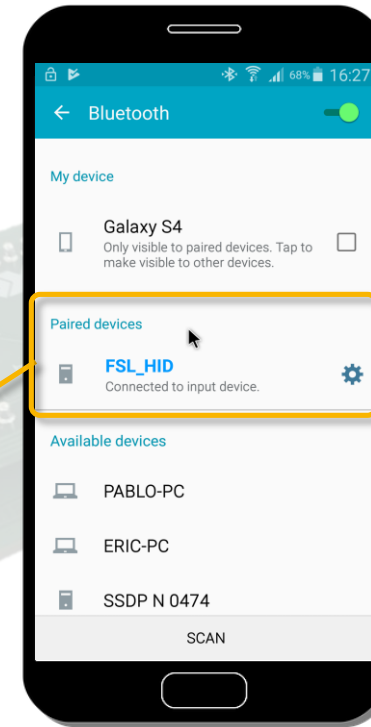 68% 16:27
Bluetooth
My device
Galaxy S4
Only visible to paired devices. Tap to
make visible to other devices.
Paired devices
FSL_HID
Connected to input device.
Available devices
PABLO-PC
ERIC-PC
SSDP N 0474
SCAN